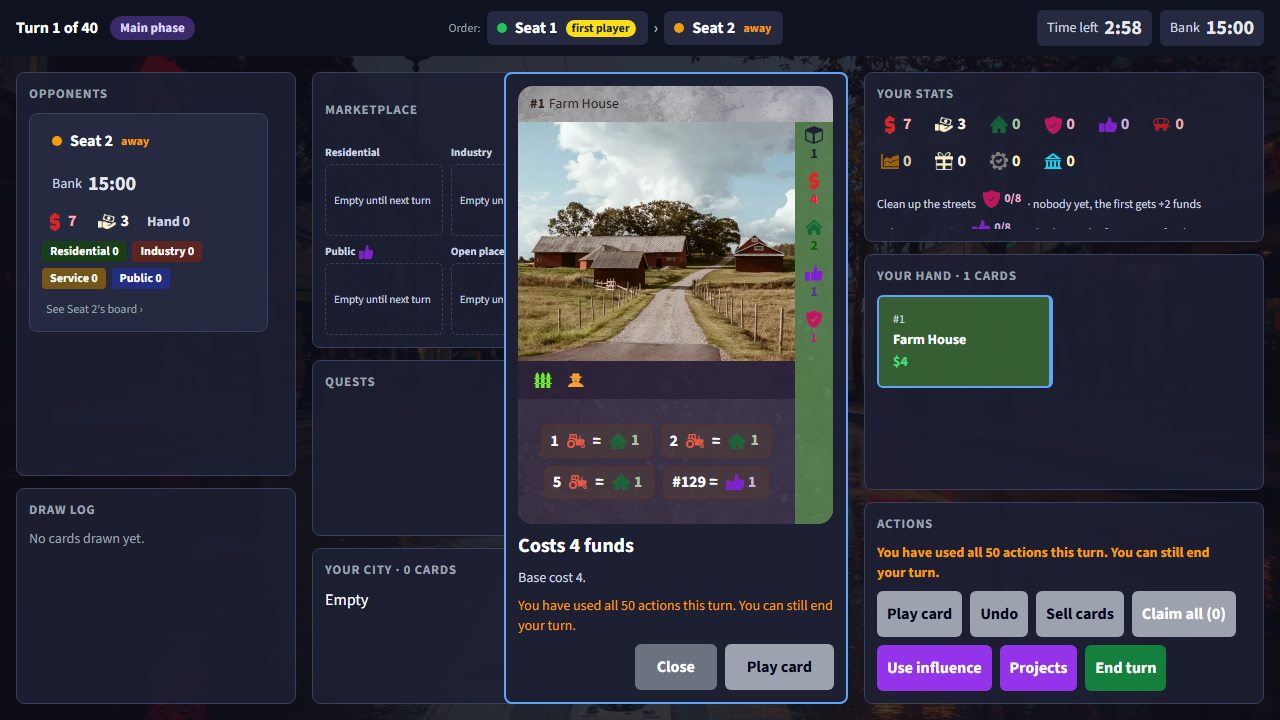 Turn 1 of 40
Main phase
Order:
Seat 1
first player
›
Seat 2
away
Time left 2:58
Bank 15:00
OPPONENTS
Seat 2 away
Bank 15:00
7
3
Hand 0
Residential 0
Industry 0
Service 0
Public 0
See Seat 2's board ›
DRAW LOG
No cards drawn yet.
MARKETPLACE
Residential
Industry
Empty until next turn
Empty un
Public
Open place
Empty until next turn
Empty un
QUESTS
YOUR CITY · 0 CARDS
Empty
#1 Farm House
1
4
2
1
1
1 = 1
2 = 1
5 = 1
#129 = 1
Costs 4 funds
Base cost 4.
You have used all 50 actions this turn. You can still end
your turn.
Close
Play card
YOUR STATS
7
3
0
0
0
0
0
0
0
0
Clean up the streets 0/8 · nobody yet, the first gets +2 funds
0/8
YOUR HAND · 1 CARDS
#1
Farm House
$4
ACTIONS
You have used all 50 actions this turn. You can still end
your turn.
Play card
Undo
Sell cards
Claim all (0)
Use influence
Projects
End turn